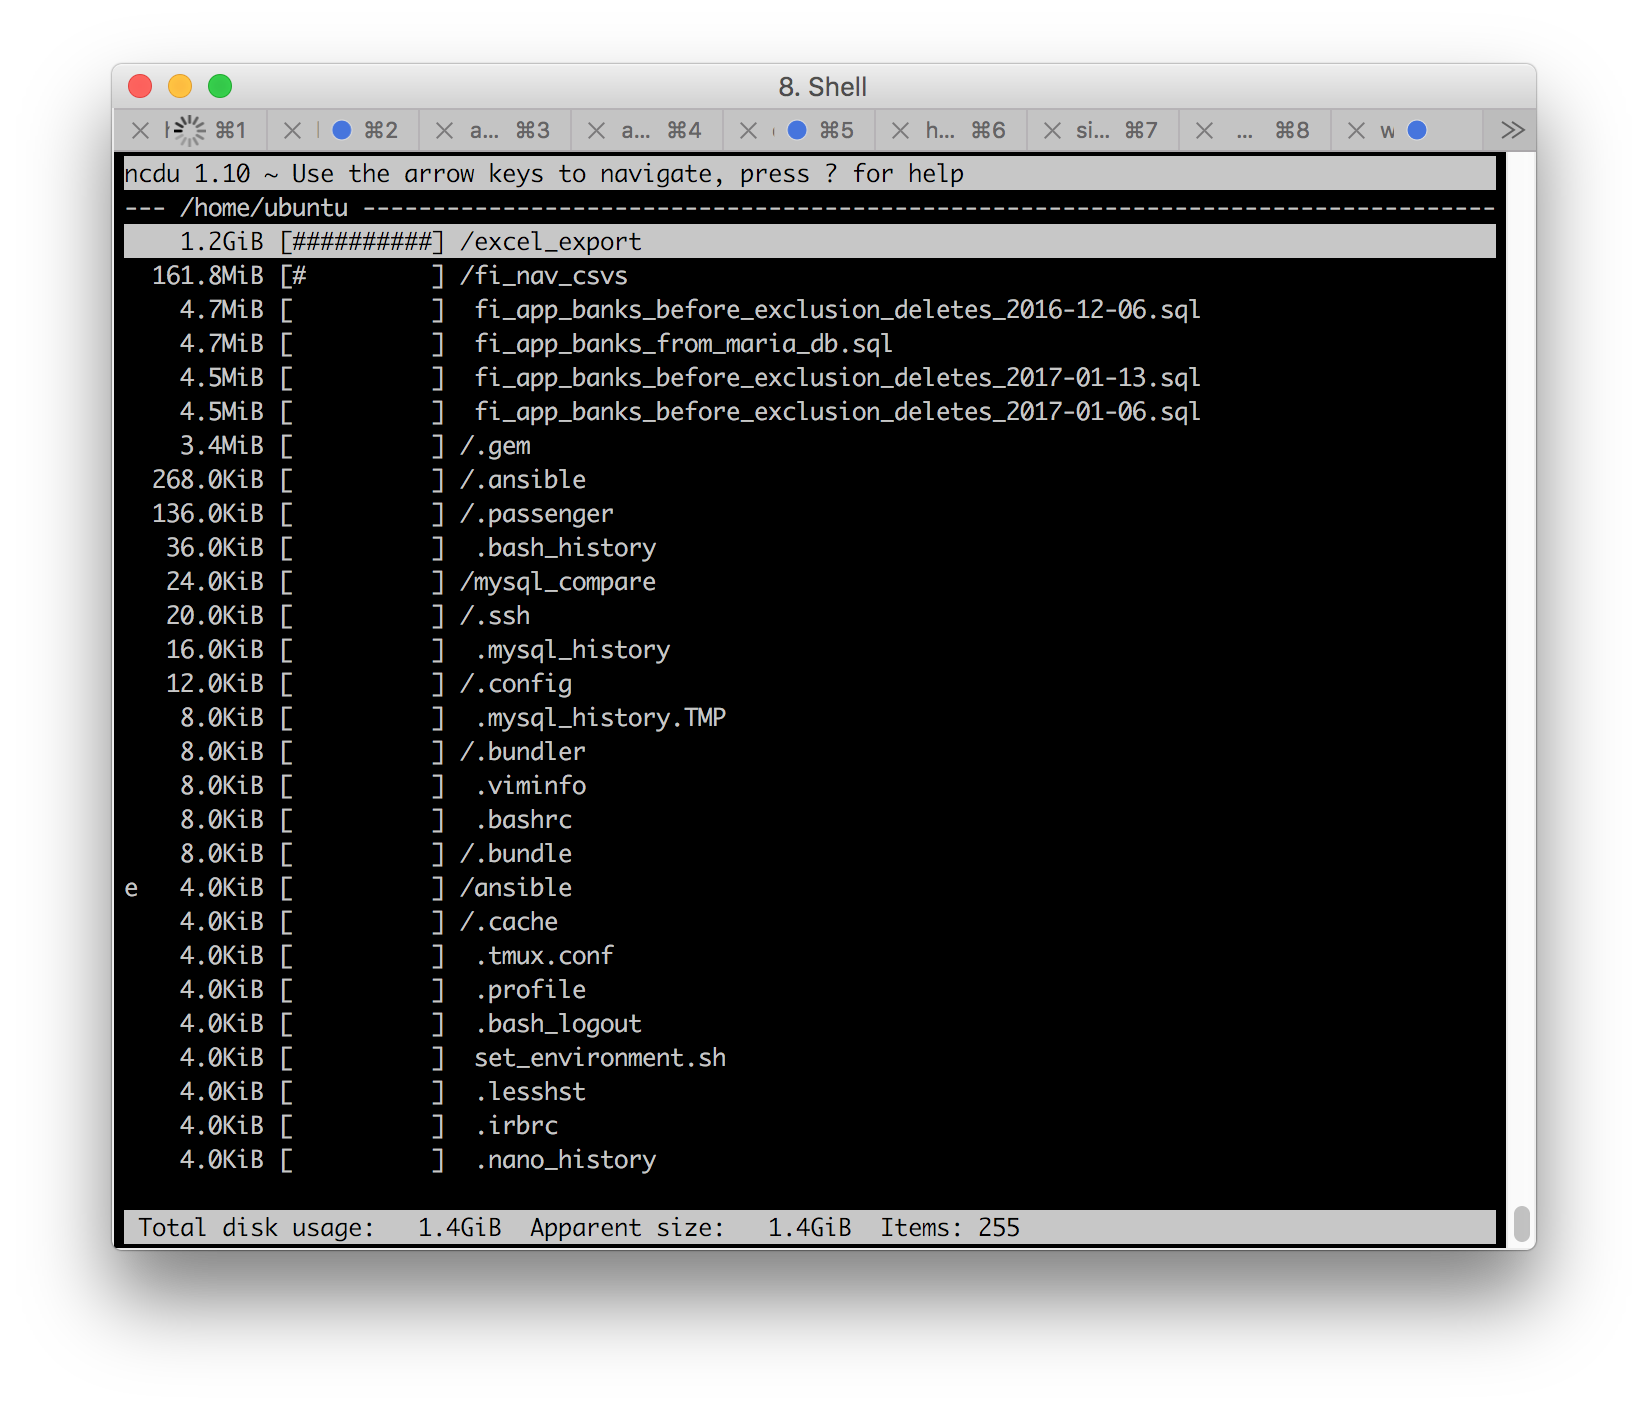 8. Shell
⌘1 ⌘2 a... ⌘3 a... ⌘4 ⌘5 h... ⌘6 si... ⌘7 ... ⌘8 w
ncdu 1.10 ~ Use the arrow keys to navigate, press ? for help
--- /home/ubuntu ---------------------------------------------------------------------------------
1.2GiB [##########] /excel_export
161.8MiB [#         ] /fi_nav_csvs
4.7MiB [          ]  fi_app_banks_before_exclusion_deletes_2016-12-06.sql
4.7MiB [          ]  fi_app_banks_from_maria_db.sql
4.5MiB [          ]  fi_app_banks_before_exclusion_deletes_2017-01-13.sql
4.5MiB [          ]  fi_app_banks_before_exclusion_deletes_2017-01-06.sql
3.4MiB [          ] /.gem
268.0KiB [          ] /.ansible
136.0KiB [          ] /.passenger
36.0KiB [          ]  .bash_history
24.0KiB [          ] /mysql_compare
20.0KiB [          ] /.ssh
16.0KiB [          ]  .mysql_history
12.0KiB [          ] /.config
8.0KiB [          ]  .mysql_history.TMP
8.0KiB [          ] /.bundler
8.0KiB [          ]  .viminfo
8.0KiB [          ]  .bashrc
8.0KiB [          ] /.bundle
e   4.0KiB [          ] /ansible
4.0KiB [          ] /.cache
4.0KiB [          ]  .tmux.conf
4.0KiB [          ]  .profile
4.0KiB [          ]  .bash_logout
4.0KiB [          ]  set_environment.sh
4.0KiB [          ]  .lesshst
4.0KiB [          ]  .irbrc
4.0KiB [          ]  .nano_history
Total disk usage:   1.4GiB  Apparent size:   1.4GiB  Items: 255